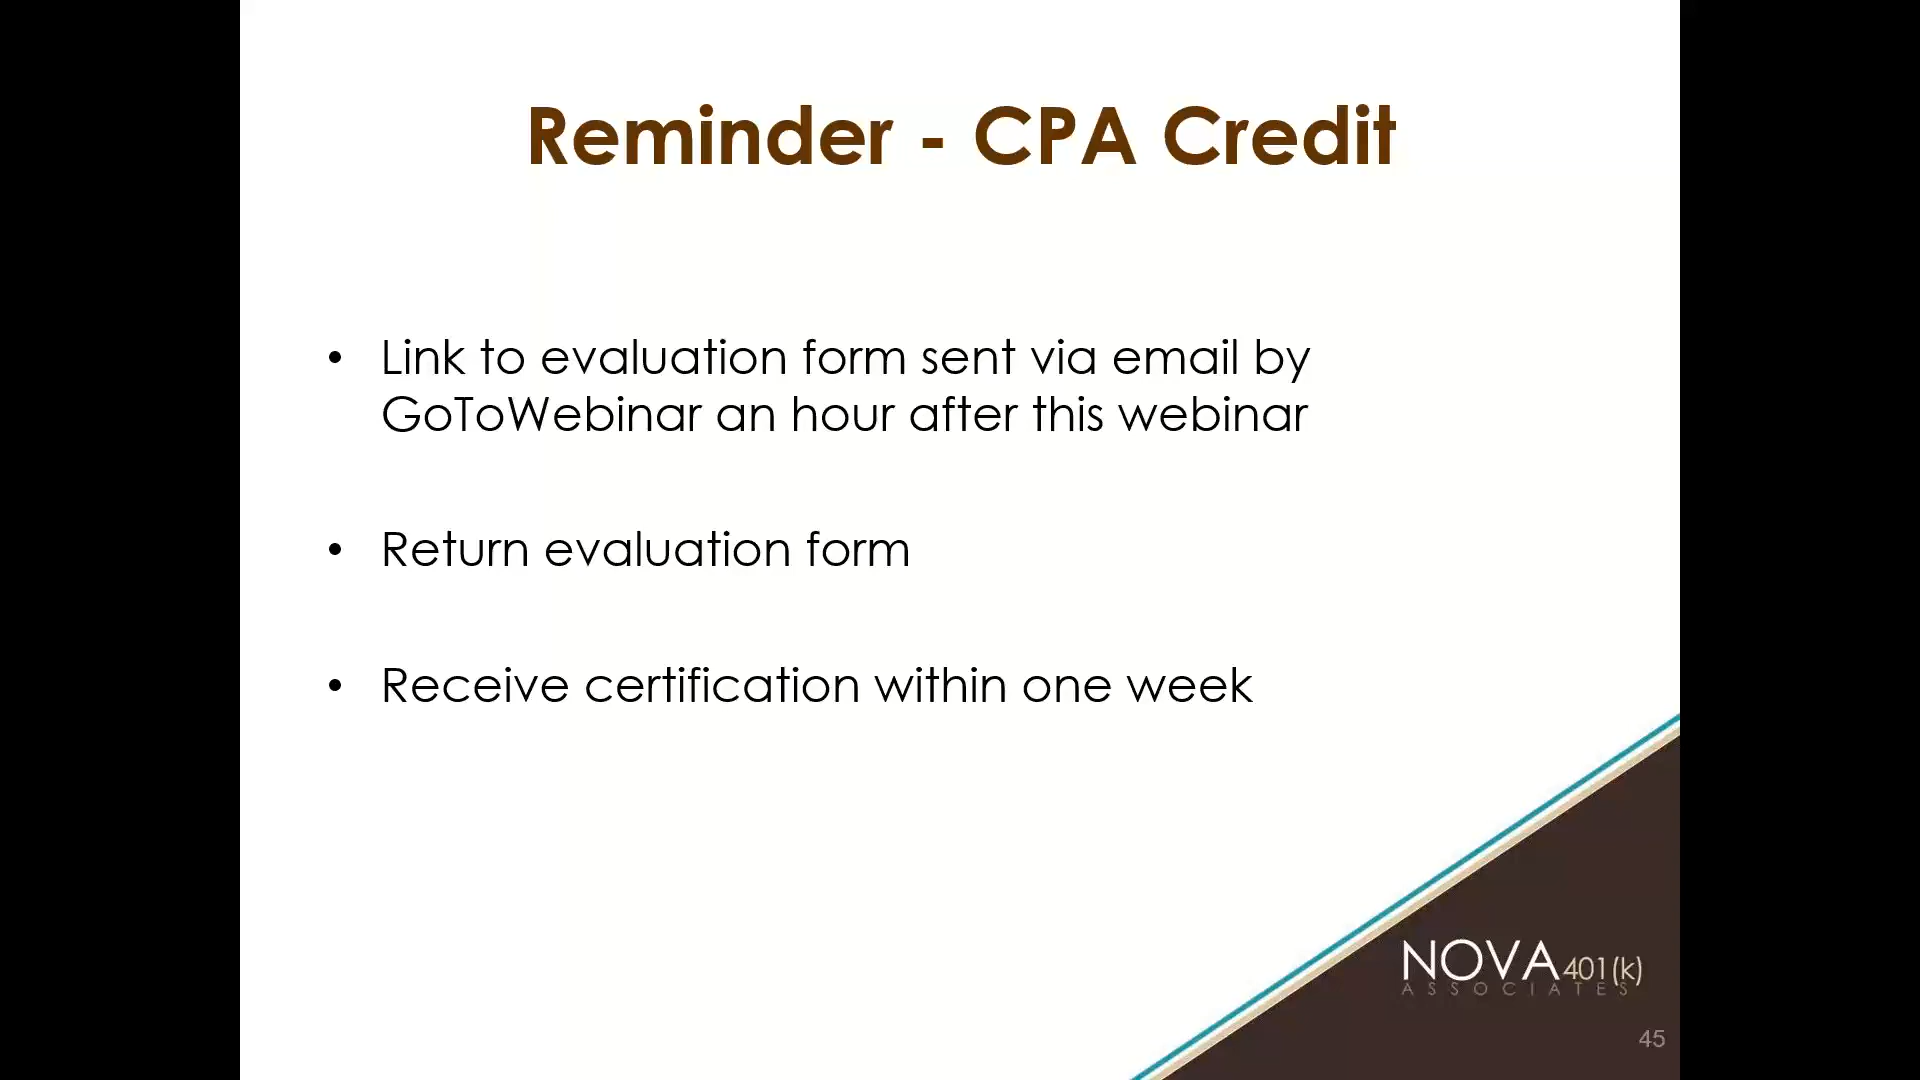 Reminder - CPA Credit
• Link to evaluation form sent via email by
GoToWebinar an hour after this webinar
• Return evaluation form
• Receive certification within one week
NOVA 401(k)
ASSOCIATES
45